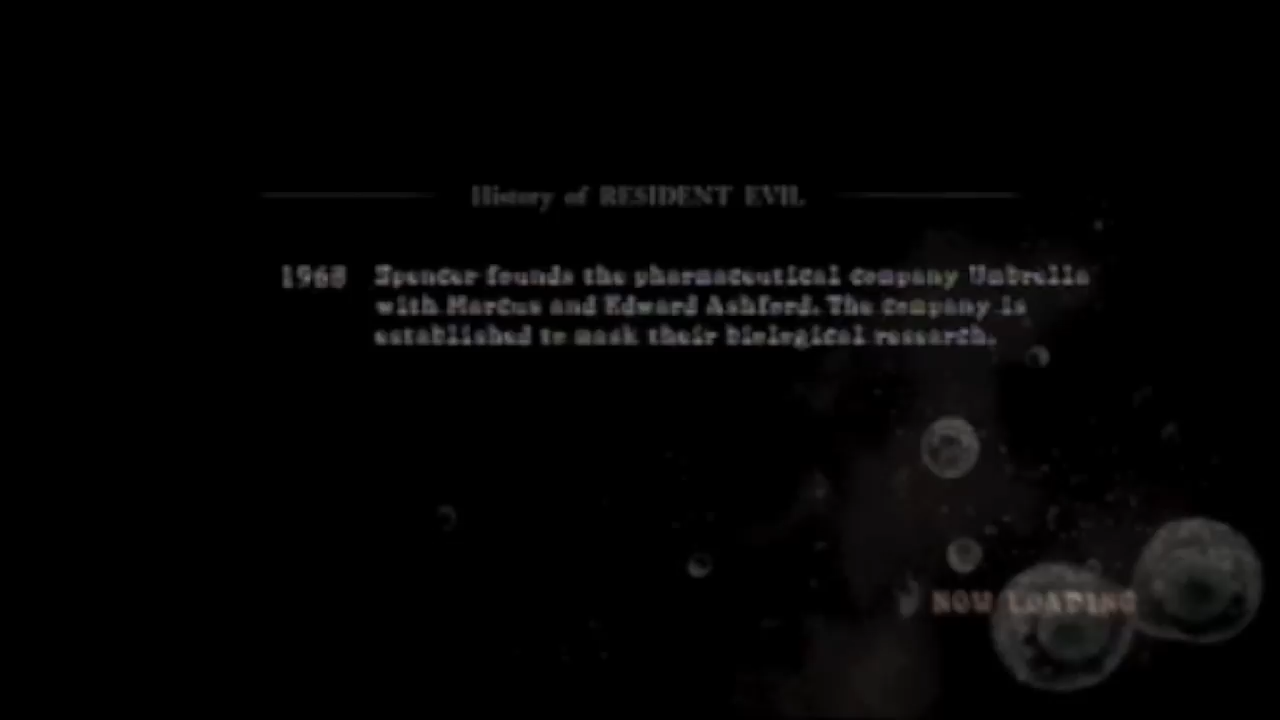 History of RESIDENT EVIL
1968 Spencer founds the pharmaceutical company Umbrella
with Marcus and Edward Ashford. The company is
established to mask their biological research.
NOW LOADING